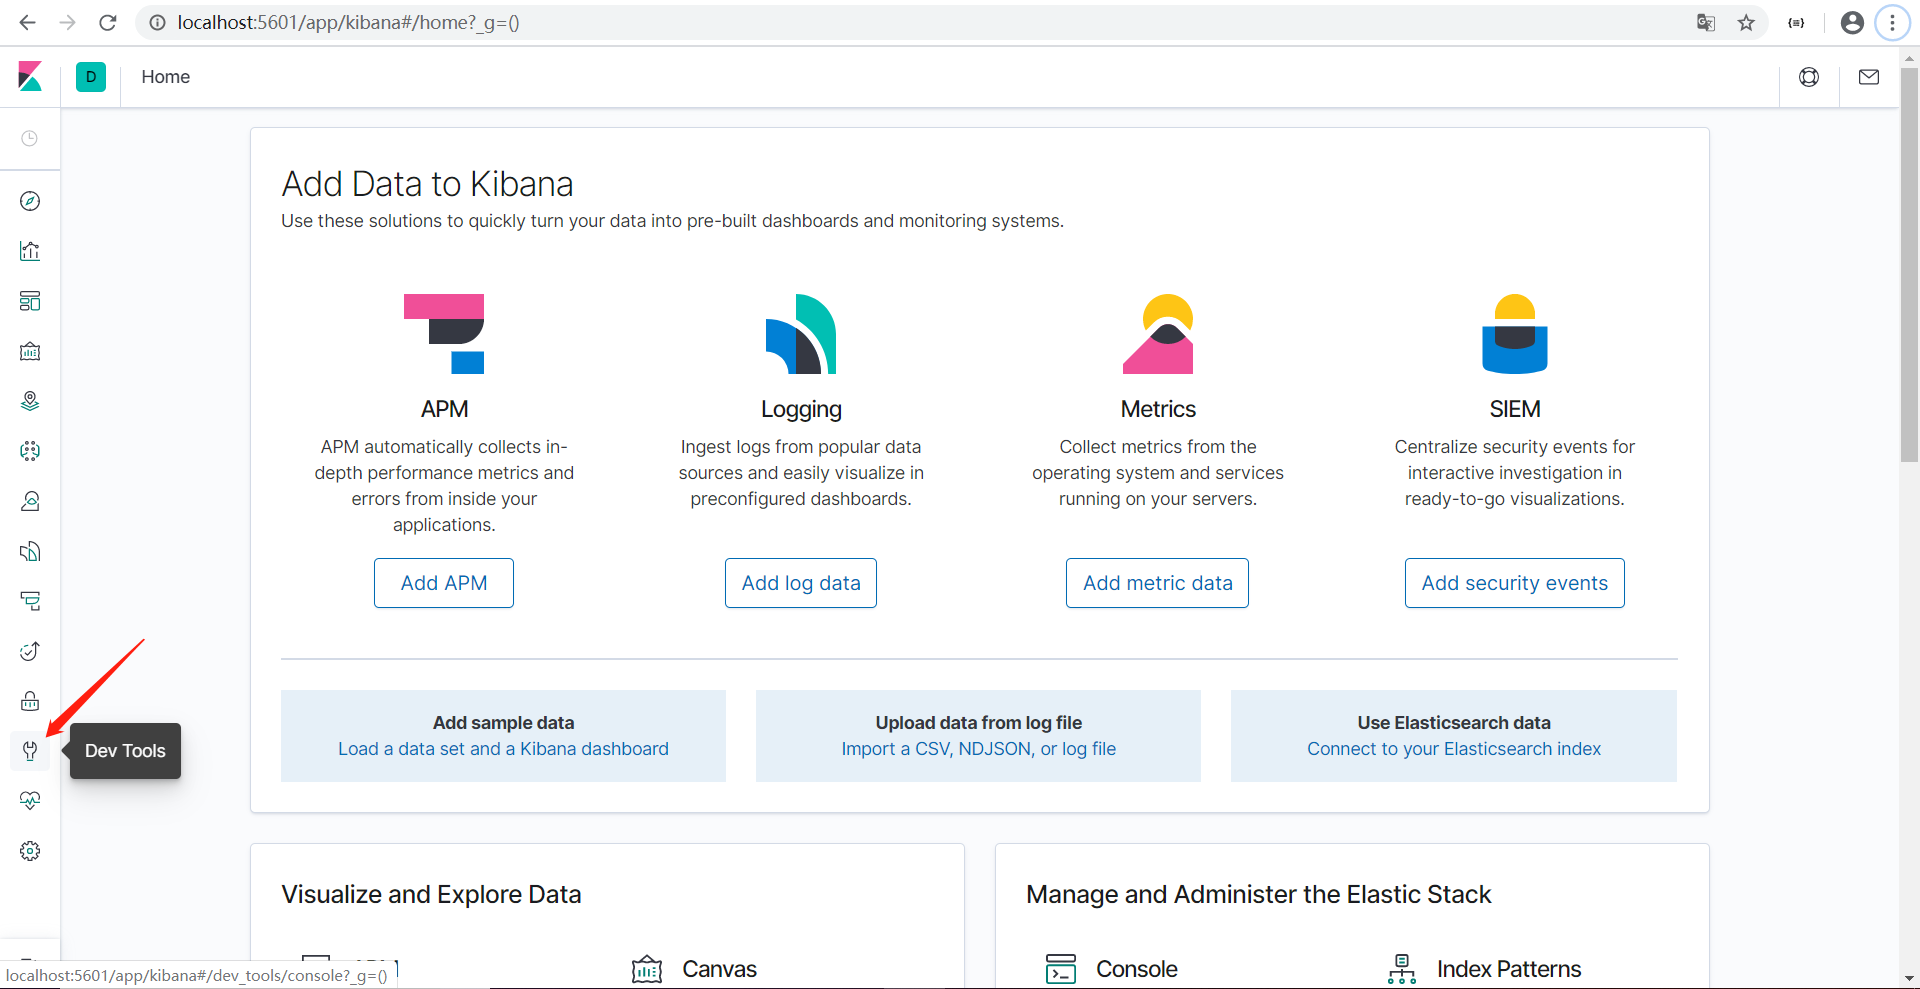 localhost:5601/app/kibana#/home?_g=()
D
Home
Add Data to Kibana
Use these solutions to quickly turn your data into pre-built dashboards and monitoring systems.
APM
APM automatically collects in-
depth performance metrics and
errors from inside your
applications.
Add APM
Logging
Ingest logs from popular data
sources and easily visualize in
preconfigured dashboards.
Add log data
Metrics
Collect metrics from the
operating system and services
running on your servers.
Add metric data
SIEM
Centralize security events for
interactive investigation in
ready-to-go visualizations.
Add security events
Dev Tools
Add sample data
Load a data set and a Kibana dashboard
Upload data from log file
Import a CSV, NDJSON, or log file
Use Elasticsearch data
Connect to your Elasticsearch index
Visualize and Explore Data
Canvas
Manage and Administer the Elastic Stack
Console
Index Patterns
localhost:5601/app/kibana#/dev_tools/console?_g=()